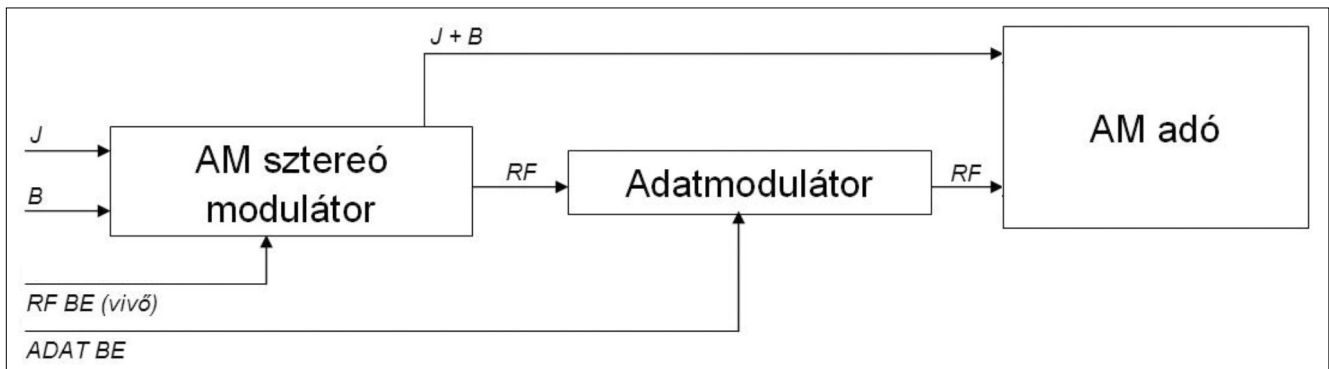 J + B
J
AM sztereó
modulátor
B
RF
Adatmodulátor
RF
AM adó
RF BE (vivő)
ADAT BE